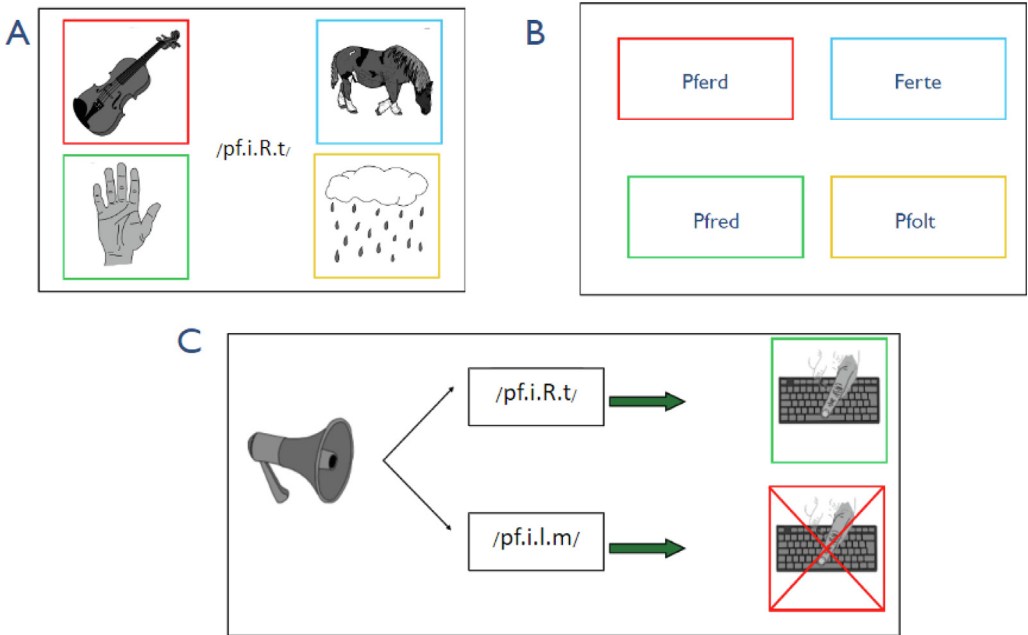 A
/pf.i.R.t/
B
Pferd
Ferte
Pfred
Pfolt
C
/pf.i.R.t/
/pf.i.l.m/